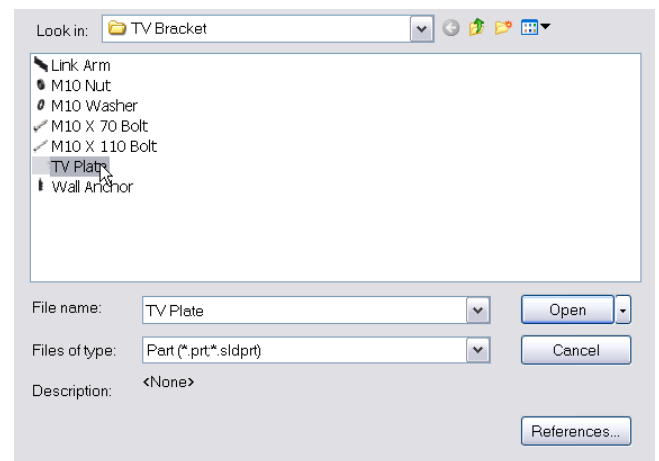 Look in: TV Bracket
Link Arm
M10 Nut
M10 Washer
M10 X 70 Bolt
M10 X 110 Bolt
TV Plate
Wall Anchor
File name: TV Plate Open
Files of type: Part (*.prt;*.sldprt) Cancel
Description: <None>
References...